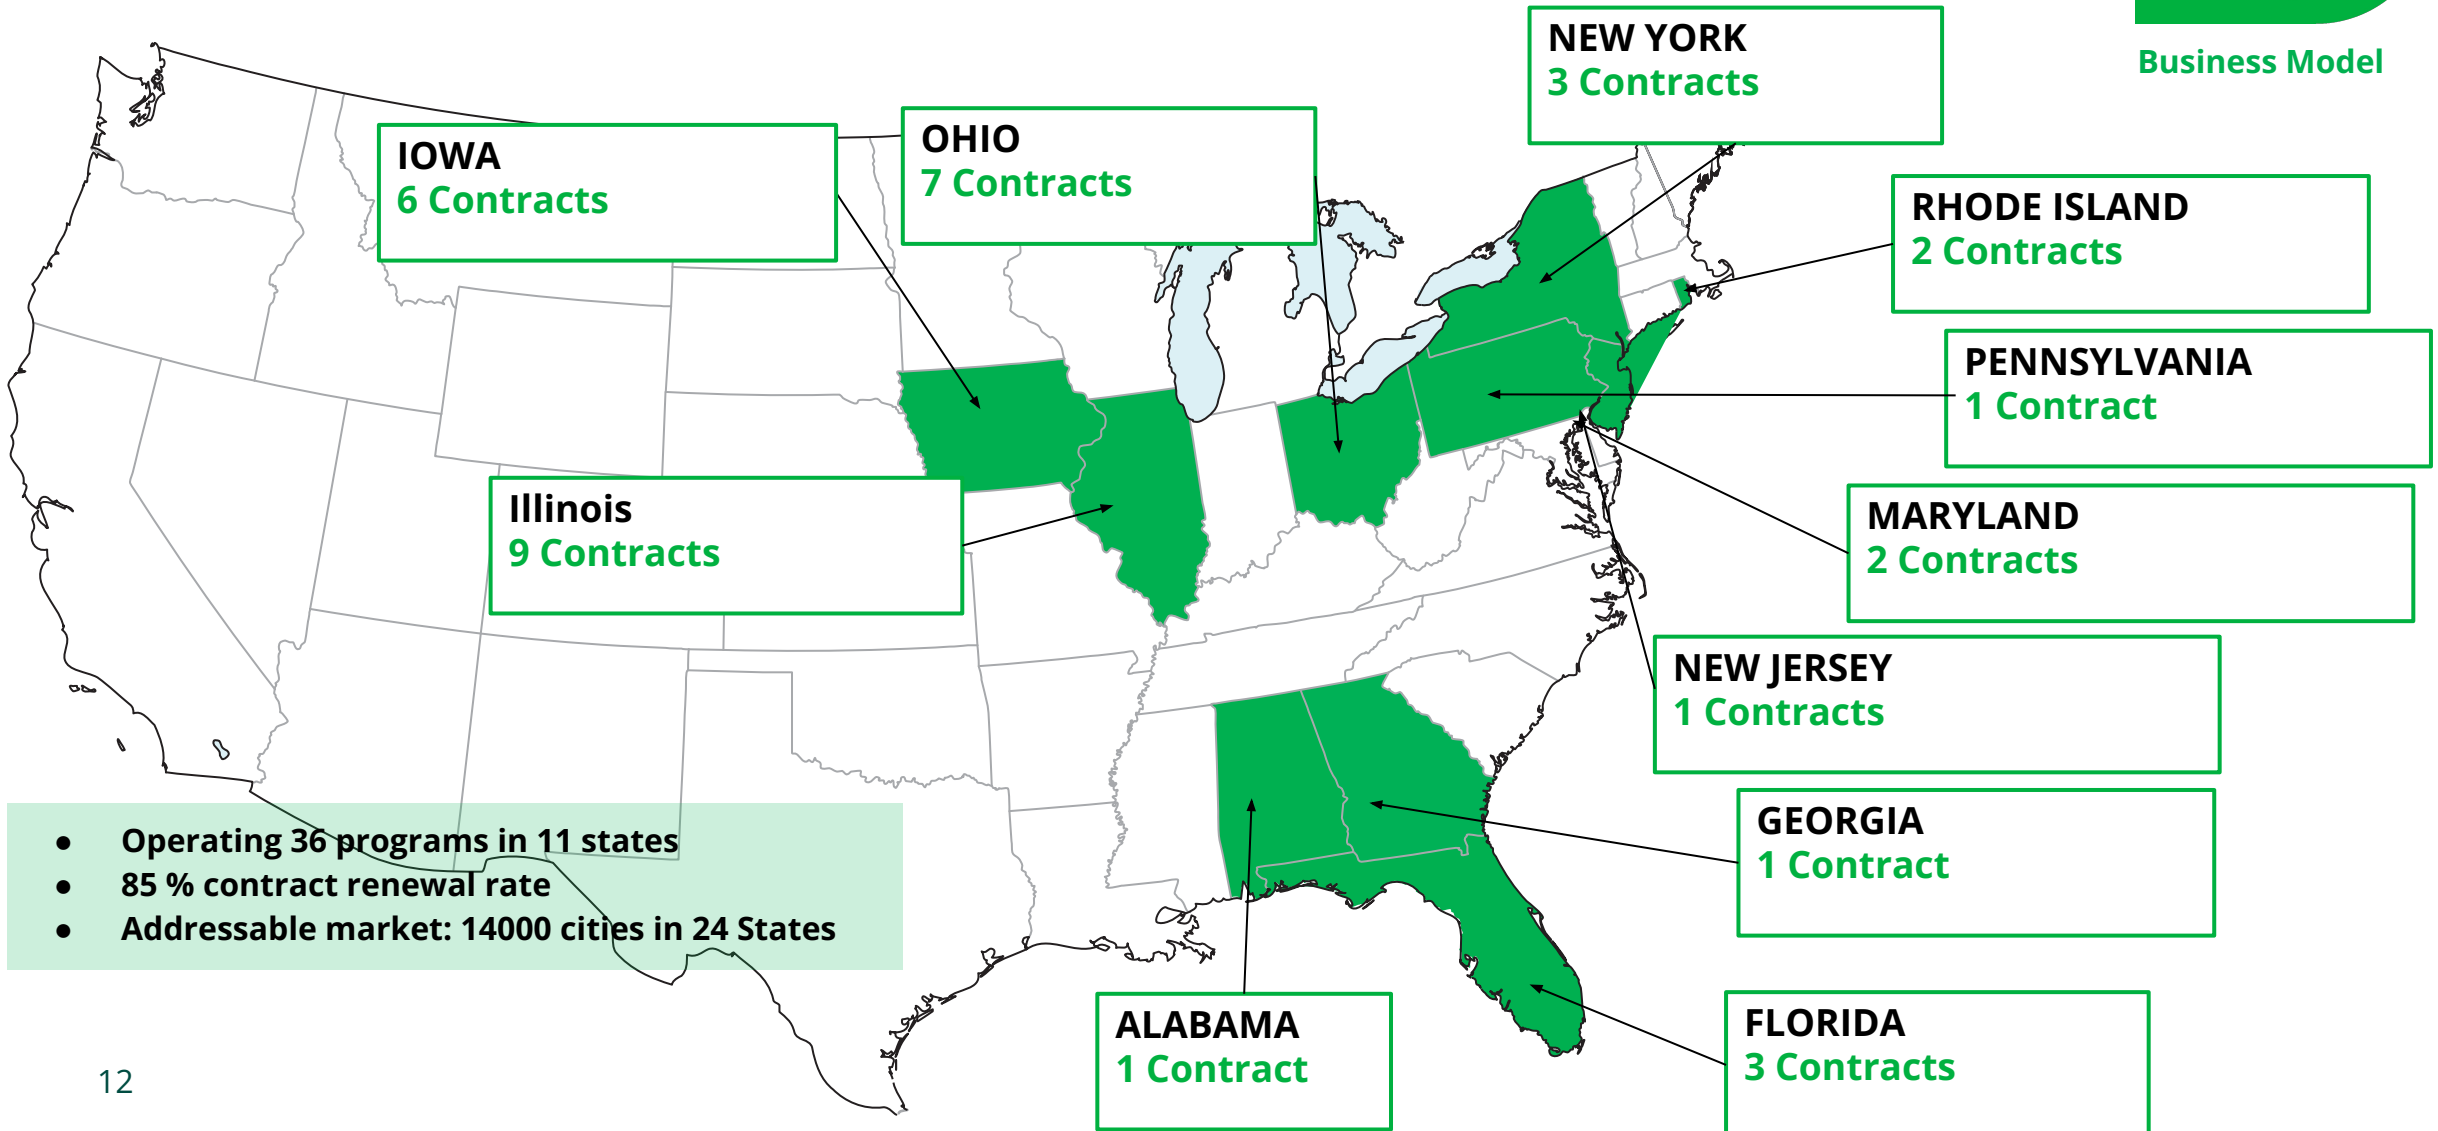 NEW YORK
3 Contracts
Business Model
OHIO
7 Contracts
IOWA
6 Contracts
RHODE ISLAND
2 Contracts
PENNSYLVANIA
1 Contract
Illinois
9 Contracts
MARYLAND
2 Contracts
NEW JERSEY
1 Contracts
GEORGIA
1 Contract
● Operating 36 programs in 11 states
● 85 % contract renewal rate
● Addressable market: 14000 cities in 24 States
ALABAMA
1 Contract
FLORIDA
3 Contracts
12